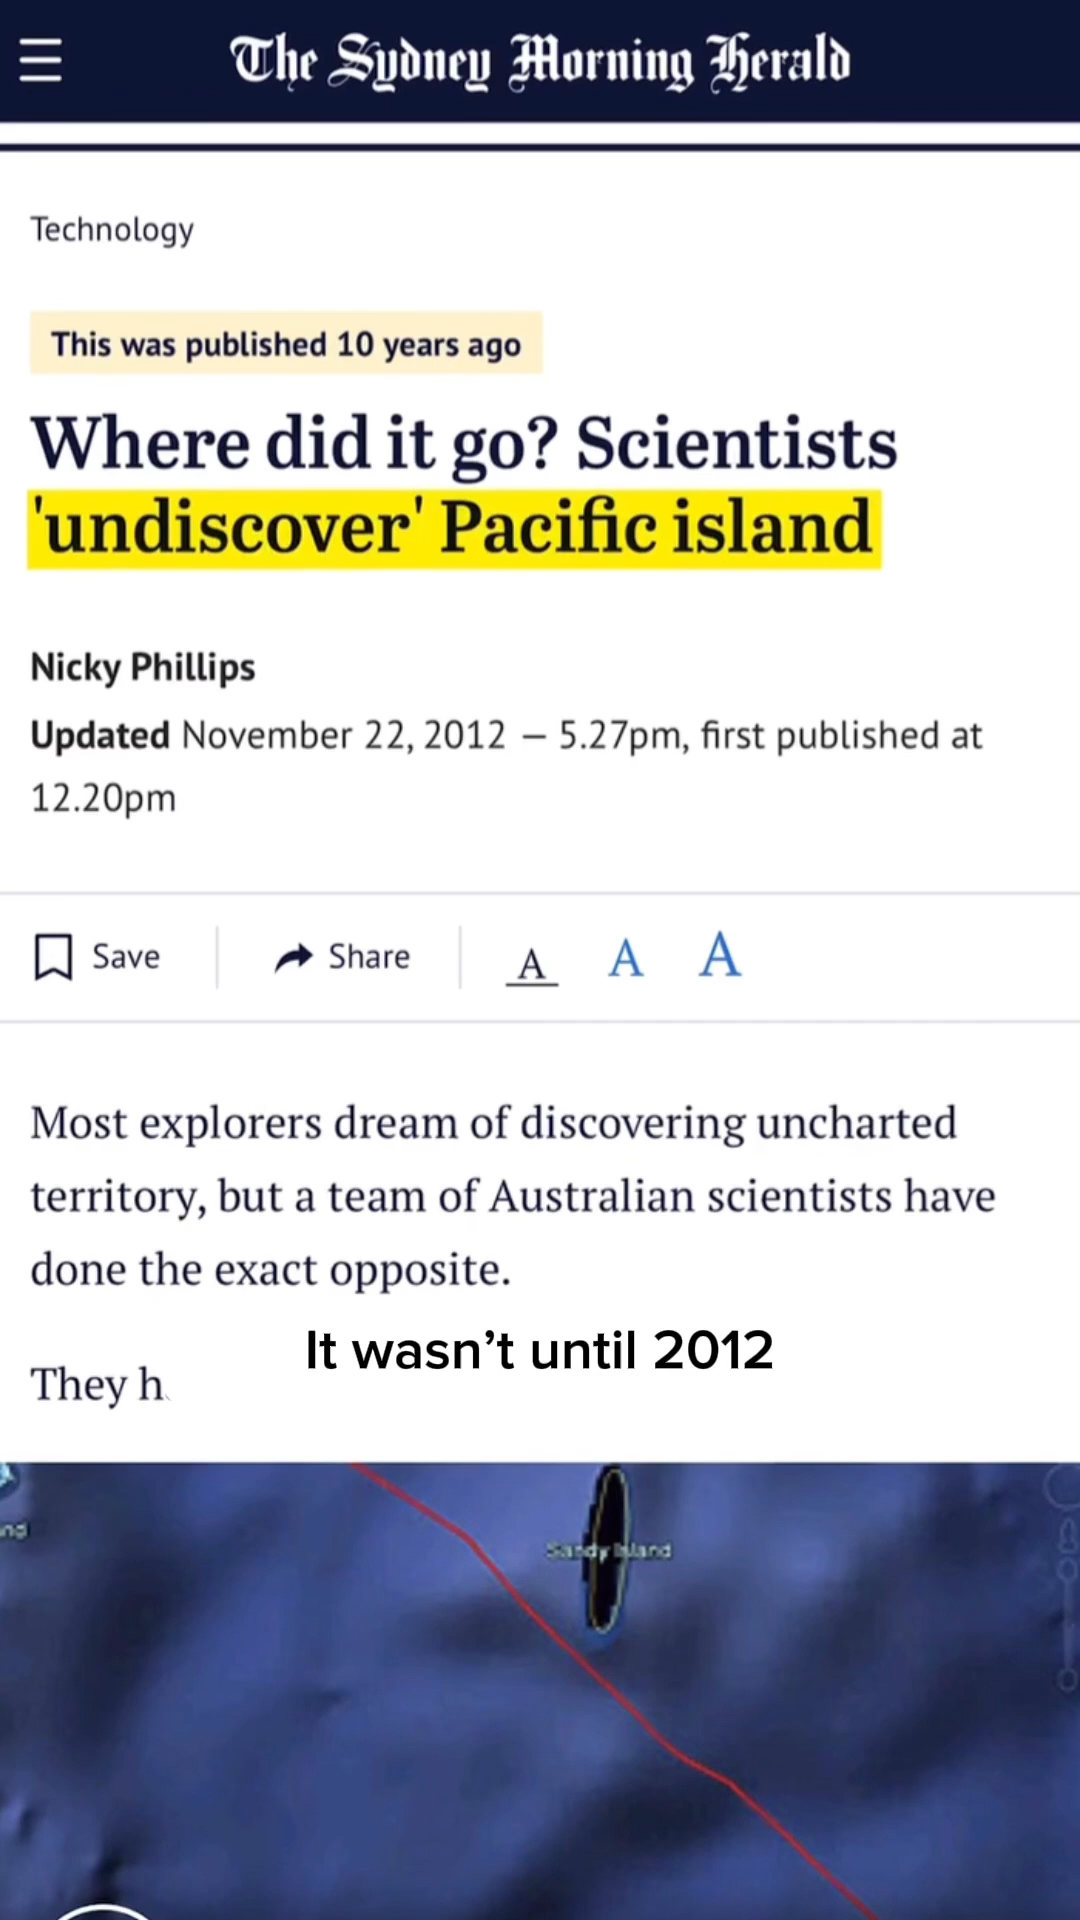 The Sydney Morning Herald
Technology
This was published 10 years ago
Where did it go? Scientists
'undiscover' Pacific island
Nicky Phillips
Updated November 22, 2012 – 5.27pm, first published at
12.20pm
Save
Share
A A A
Most explorers dream of discovering uncharted
territory, but a team of Australian scientists have
done the exact opposite.
It wasn’t until 2012
They h
Sandy Island